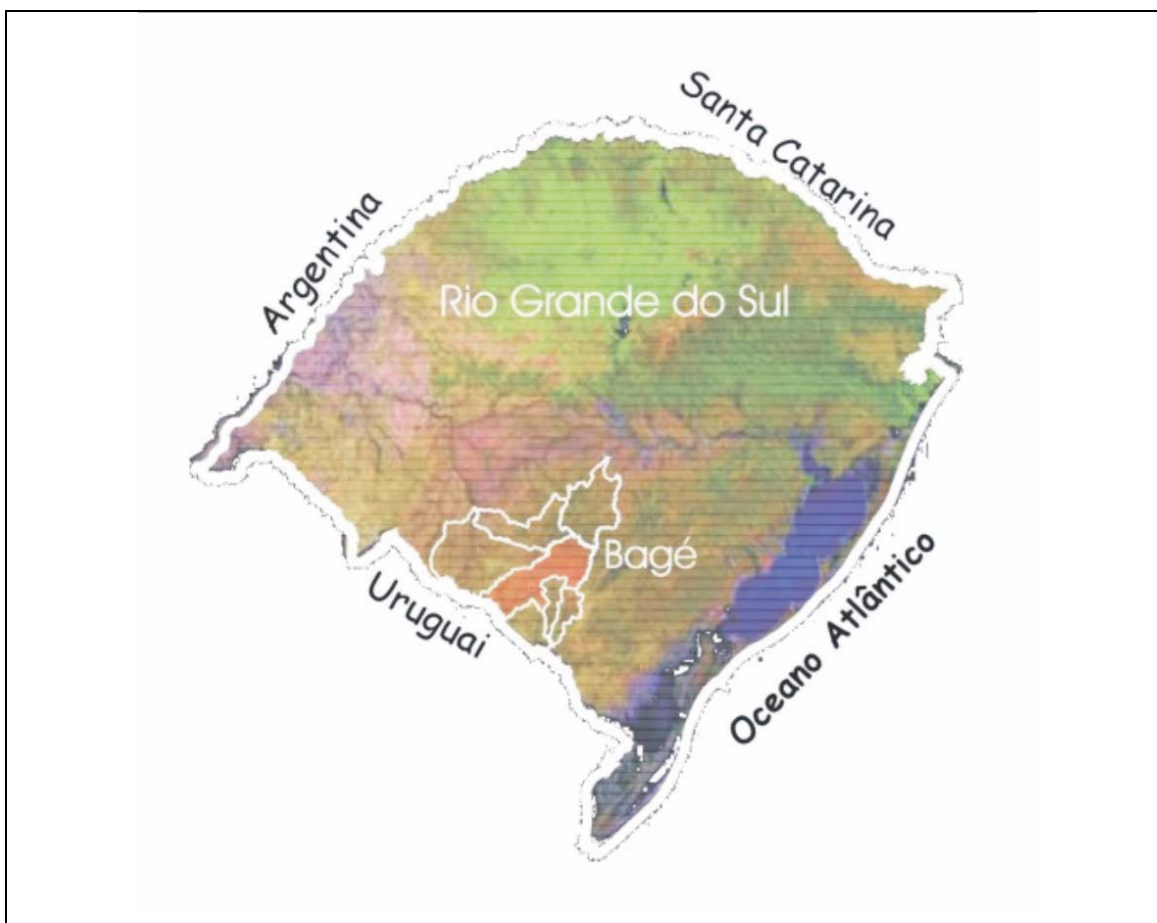 Santa Catarina
Argentina
Rio Grande do Sul
Bagé
Uruguai
Oceano Atlântico